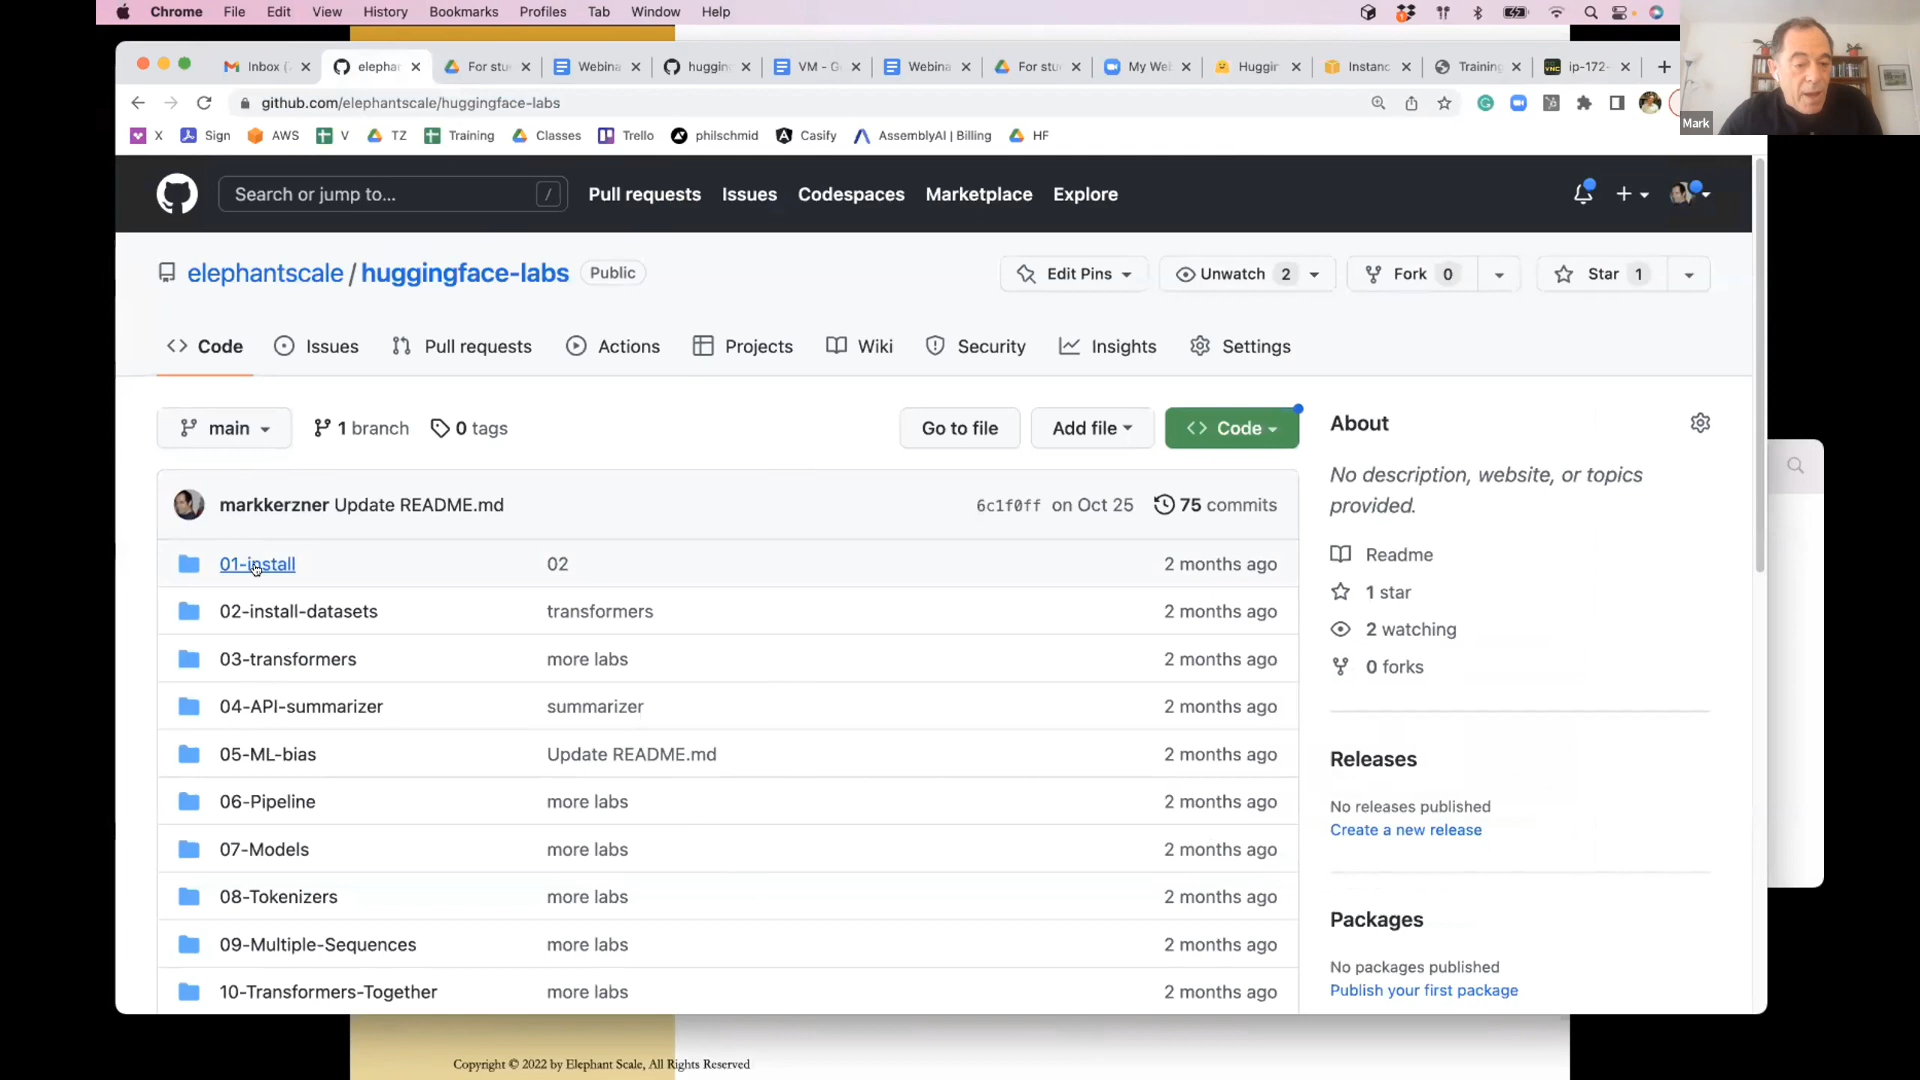 Chrome File Edit View History Bookmarks Profiles Tab Window Help
Inbox ( elephan For stu Webina hugging VM - G Webina For stu My Web Huggin Instanc Training ip-172-
github.com/elephantscale/huggingface-labs
X Sign AWS V TZ Training Classes Trello philschmid Casify AssemblyAI | Billing HF
Mark
Search or jump to... / Pull requests Issues Codespaces Marketplace Explore
elephantscale / huggingface-labs Public Edit Pins Unwatch 2 Fork 0 Star 1
Code Issues Pull requests Actions Projects Wiki Security Insights Settings
main 1 branch 0 tags Go to file Add file Code
markkerzner Update README.md 6c1f0ff on Oct 25 75 commits
01-install 02 2 months ago
02-install-datasets transformers 2 months ago
03-transformers more labs 2 months ago
04-API-summarizer summarizer 2 months ago
05-ML-bias Update README.md 2 months ago
06-Pipeline more labs 2 months ago
07-Models more labs 2 months ago
08-Tokenizers more labs 2 months ago
09-Multiple-Sequences more labs 2 months ago
10-Transformers-Together more labs 2 months ago
About
No description, website, or topics
provided.
Readme
1 star
2 watching
0 forks
Releases
No releases published
Create a new release
Packages
No packages published
Publish your first package
Copyright © 2022 by Elephant Scale, All Rights Reserved